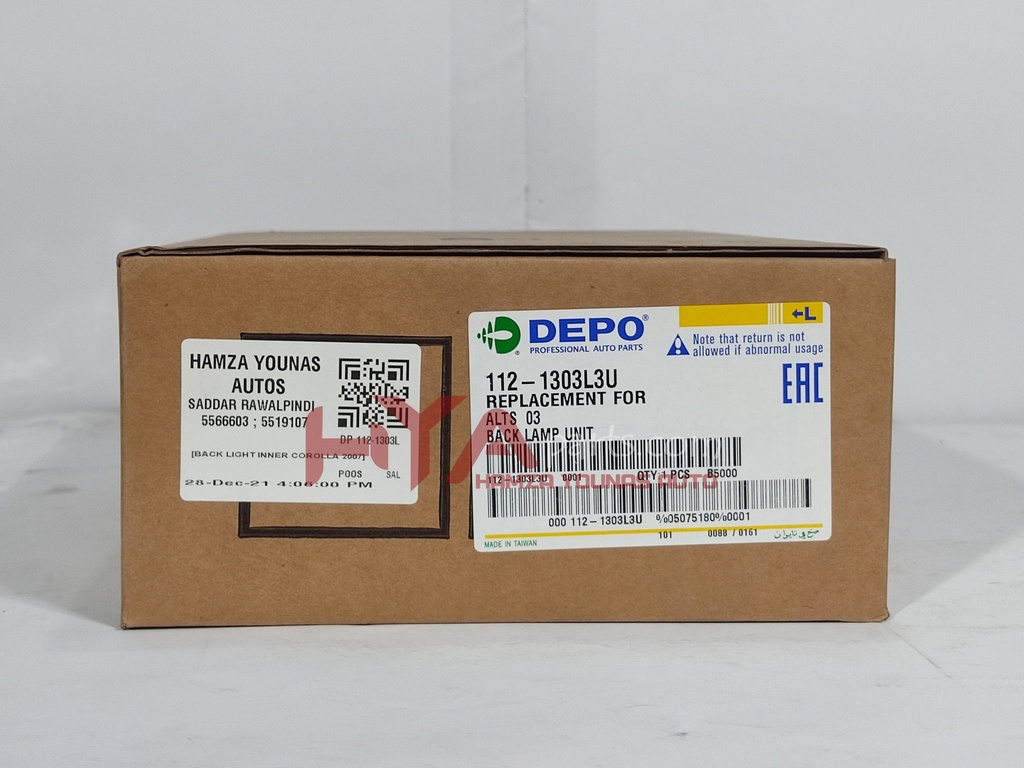 HAMZA YOUNAS
AUTOS
SADDAR RAWALPINDI
5566603 ; 5519107
DP 112-1303L
[BACK LIGHT INNER COROLLA 2007]
POOS SAL
28-Dec-21 4:06:00 PM
DEPO®
PROFESSIONAL AUTO PARTS
←L
Note that return is not
allowed if abnormal usage
112-1303L3U
REPLACEMENT FOR
ALTS 03
BACK LAMP UNIT
EAC
112-1303L3U 0001 QTY 1 PCS B5000
000 112-1303L3U %05075180%0001
MADE IN TAIWAN
101 0088 / 0161
HYA
HAMZA YOUNAS AUTO